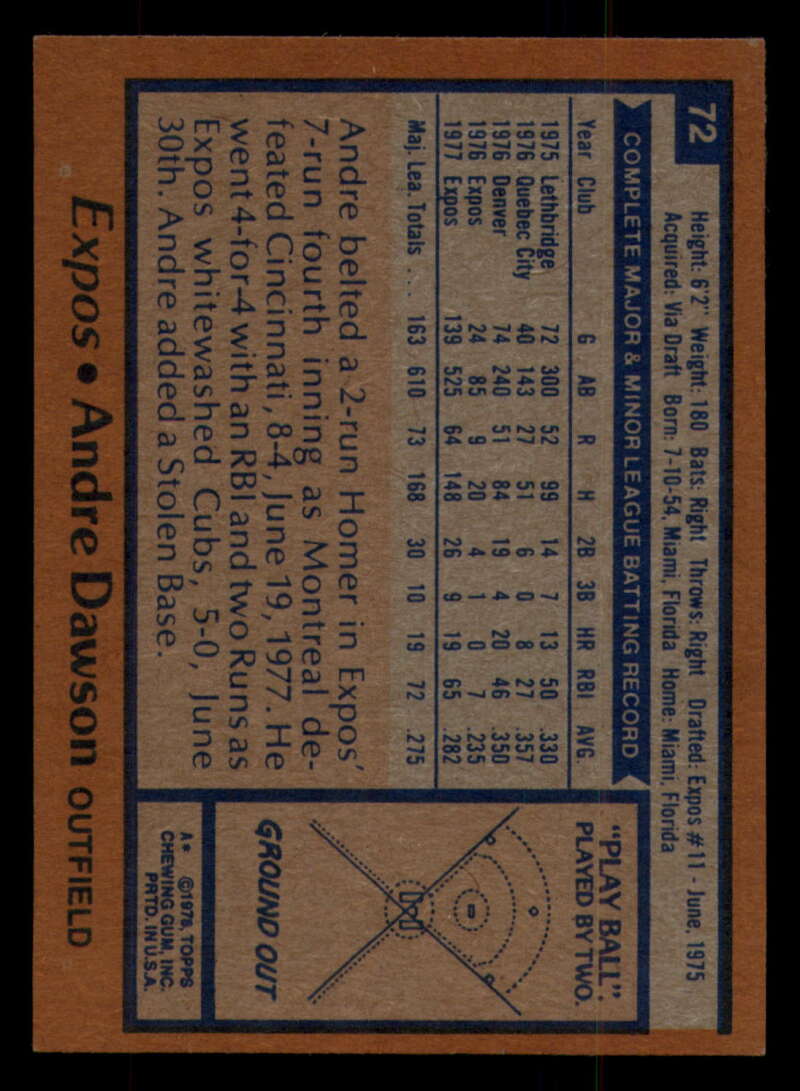 72
Height: 6'2" Weight: 180 Bats: Right Throws: Right Drafted: Expos #11 - June, 1975
Acquired: Via Draft Born: 7-10-54, Miami, Florida Home: Miami, Florida
COMPLETE MAJOR & MINOR LEAGUE BATTING RECORD
Year Club G AB R H 2B 3B HR RBI AVG.
1975 Lethbridge 72 300 52 99 14 7 13 50 .330
1976 Quebec City 40 143 27 51 6 0 8 27 .357
1976 Denver 74 240 51 84 19 4 20 46 .350
1976 Expos 24 85 9 20 4 1 0 7 .235
1977 Expos 139 525 64 148 26 9 19 65 .282
Maj. Lea. Totals ... 163 610 73 168 30 10 19 72 .275
Andre belted a 2-run Homer in Expos'
7-run fourth inning as Montreal de-
feated Cincinnati, 8-4, June 19, 1977. He
went 4-for-4 with an RBI and two Runs as
Expos whitewashed Cubs, 5-0, June
30th. Andre added a Stolen Base.
"PLAY BALL"
PLAYED BY TWO.
GROUND OUT
A* ©1978, TOPPS
CHEWING GUM, INC.
PRTD. IN U.S.A.
Expos • Andre Dawson OUTFIELD